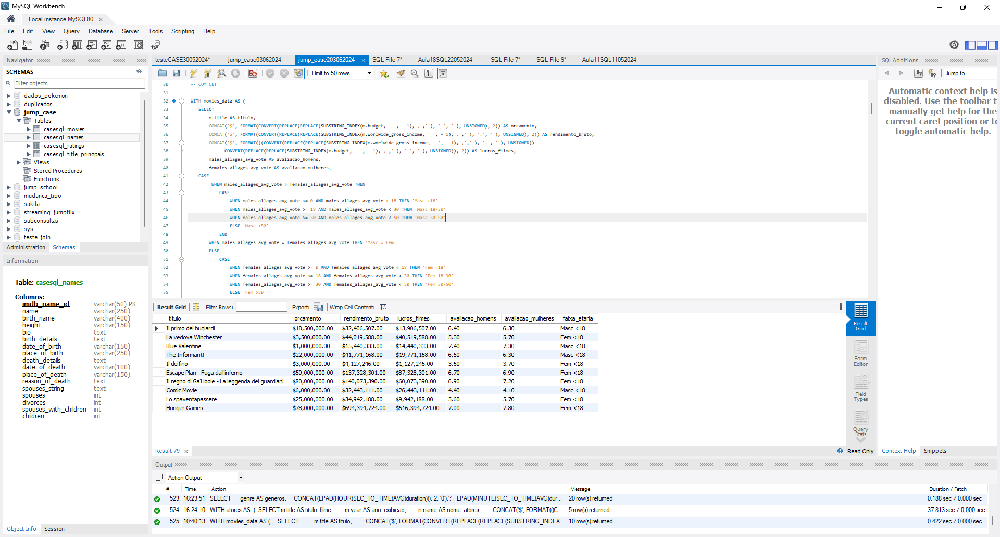 MySQL Workbench
Local instance MySQL80
File Edit View Query Database Server Tools Scripting Help
Navigator
SCHEMAS
Filter objects
dados_pokemon
duplicados
jump_case
Tables
casesql_movies
casesql_names
casesql_ratings
casesql_title_principals
Views
Stored Procedures
Functions
jump_school
mudanca_tipo
sakila
streaming_jumpflix
subconsultas
sys
teste_join
Administration Schemas
Information
Table: casesql_names
Columns:
imdb_name_id varchar(50) PK
name varchar(250)
birth_name varchar(400)
height varchar(150)
bio text
birth_details text
date_of_birth varchar(150)
place_of_birth varchar(250)
death_details text
date_of_death varchar(100)
place_of_death varchar(150)
reason_of_death text
spouses_string text
spouses int
divorces int
spouses_with_children int
children int
Object Info Session
testeCASE30052024* jump_case03062024 jump_case203062024 SQL File 7* Aula18SQL22052024 SQL File 7* SQL File 9* Aula11SQL11052024
Limit to 50 rows
30 -- COM CET
31
32 WITH movies_data AS (
33 SELECT
34 m.title AS titulo,
35 CONCAT('$', FORMAT(CONVERT(REPLACE(REPLACE(SUBSTRING_INDEX(m.budget, ' ', - 1),',',''), '.', ''), UNSIGNED), 2)) AS orcamento,
36 CONCAT('$', FORMAT(CONVERT(REPLACE(REPLACE(SUBSTRING_INDEX(m.worlwide_gross_income, ' ', - 1),',',''), '.', ''), UNSIGNED), 2)) AS rendimento_bruto,
37 CONCAT('$', FORMAT(((CONVERT(REPLACE(REPLACE(SUBSTRING_INDEX(m.worlwide_gross_income, ' ', - 1),',',''), '.', ''), UNSIGNED))
38 - CONVERT(REPLACE(REPLACE(SUBSTRING_INDEX(m.budget, ' ', - 1),',',''), '.', ''), UNSIGNED)), 2)) AS lucros_filmes,
39 males_allages_avg_vote AS avaliacao_homens,
40 females_allages_avg_vote AS avaliacao_mulheres,
41 CASE
42 WHEN males_allages_avg_vote > females_allages_avg_vote THEN
43 CASE
44 WHEN males_allages_avg_vote >= 0 AND males_allages_avg_vote < 18 THEN 'Masc <18'
45 WHEN males_allages_avg_vote >= 18 AND males_allages_avg_vote < 30 THEN 'Masc 18-30'
46 WHEN males_allages_avg_vote >= 30 AND males_allages_avg_vote < 50 THEN 'Masc 30-50'
47 ELSE 'Masc >50'
48 END
49 WHEN males_allages_avg_vote = females_allages_avg_vote THEN 'Masc = Fem'
50 ELSE
51 CASE
52 WHEN females_allages_avg_vote >= 0 AND females_allages_avg_vote < 18 THEN 'Fem <18'
53 WHEN females_allages_avg_vote >= 18 AND females_allages_avg_vote < 30 THEN 'Fem 18-30'
54 WHEN females_allages_avg_vote >= 30 AND females_allages_avg_vote < 50 THEN 'Fem 30-50'
55 ELSE 'Fem >50'
Result Grid Filter Rows: Export: Wrap Cell Content:
titulo orcamento rendimento_bruto lucros_filmes avaliacao_homens avaliacao_mulheres faixa_etaria
Il primo dei bugiardi $18,500,000.00 $32,406,507.00 $13,906,507.00 6.40 6.30 Masc <18
La vedova Winchester $3,500,000.00 $44,019,588.00 $40,519,588.00 5.30 5.70 Fem <18
Blue Valentine $1,000,000.00 $15,440,333.00 $14,440,333.00 7.40 7.30 Masc <18
The Informant! $22,000,000.00 $41,771,168.00 $19,771,168.00 6.50 6.30 Masc <18
Il delfino $3,000,000.00 $4,127,246.00 $1,127,246.00 3.60 3.70 Fem <18
Escape Plan - Fuga dall'inferno $50,000,000.00 $137,328,301.00 $87,328,301.00 6.70 6.90 Fem <18
Il regno di Ga'Hoole - La leggenda dei guardiani $80,000,000.00 $140,073,390.00 $60,073,390.00 6.90 7.20 Fem <18
Comic Movie $6,000,000.00 $32,443,111.00 $26,443,111.00 4.40 4.10 Masc <18
Lo spaventapassere $25,000,000.00 $34,942,188.00 $9,942,188.00 5.60 5.70 Fem <18
Hunger Games $78,000,000.00 $694,394,724.00 $616,394,724.00 7.00 7.80 Fem <18
Result Grid
Form Editor
Field Types
Query Stats
Result 79
Read Only
Output
Action Output
# Time Action Message Duration / Fetch
523 16:23:51 SELECT genre AS generos, CONCAT(LPAD(HOUR(SEC_TO_TIME(AVG(duration))), 2, '0'),':', LPAD(MINUTE(SEC_TO_TIME(AVG(dur... 20 row(s) returned 0.188 sec / 0.000 sec
524 16:24:10 WITH atores AS ( SELECT m.title AS titulo_filme, m.year AS ano_exibicao, n.name AS nome_atores, CONCAT('$', FORMAT(((C... 5 row(s) returned 37.813 sec / 0.000 sec
525 10:40:13 WITH movies_data AS ( SELECT m.title AS titulo, CONCAT('$', FORMAT(CONVERT(REPLACE(REPLACE(SUBSTRING_INDEX... 10 row(s) returned 0.422 sec / 0.000 sec
SQLAdditions
Jump to
Automatic context help is
disabled. Use the toolbar t
manually get help for the
current caret position or to
toggle automatic help.
Context Help Snippets